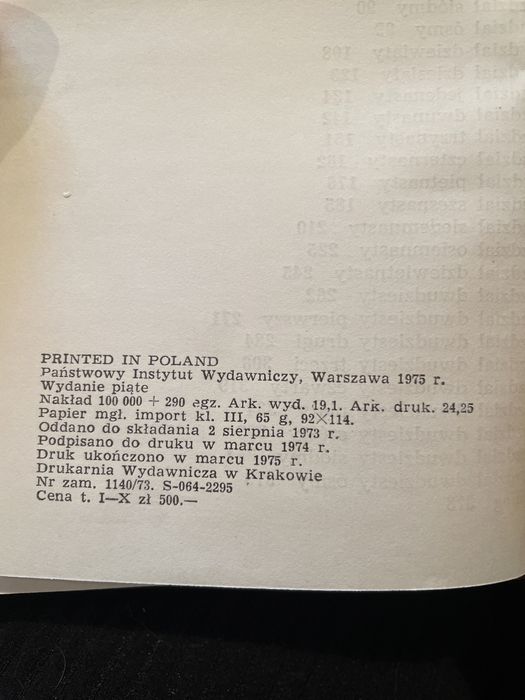 PRINTED IN POLAND
Państwowy Instytut Wydawniczy, Warszawa 1975 r.
Wydanie piąte
Nakład 100 000 + 290 egz. Ark. wyd. 19,1. Ark. druk. 24,25
Papier mgł. import kl. III, 65 g, 92×114.
Oddano do składania 2 sierpnia 1973 r.
Podpisano do druku w marcu 1974 r.
Druk ukończono w marcu 1975 r.
Drukarnia Wydawnicza w Krakowie
Nr zam. 1140/73. S-064-2295
Cena t. I—X zł 500.—